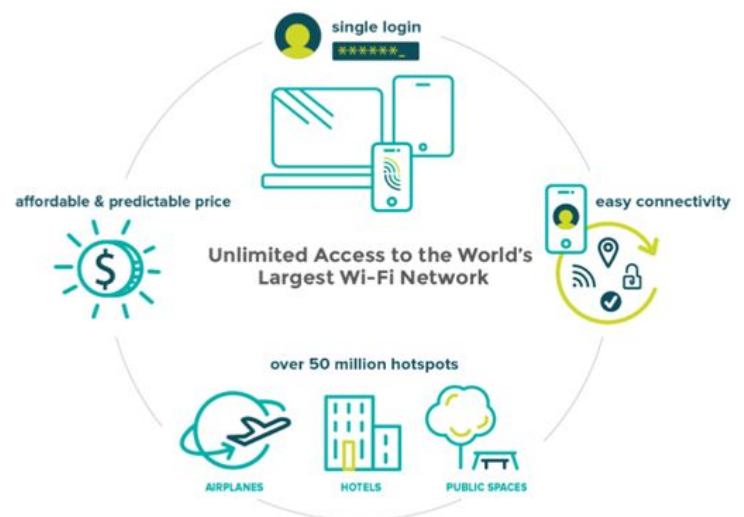 single login
******_
affordable & predictable price
$
easy connectivity
Unlimited Access to the World's
Largest Wi-Fi Network
over 50 million hotspots
AIRPLANES
HOTELS
PUBLIC SPACES